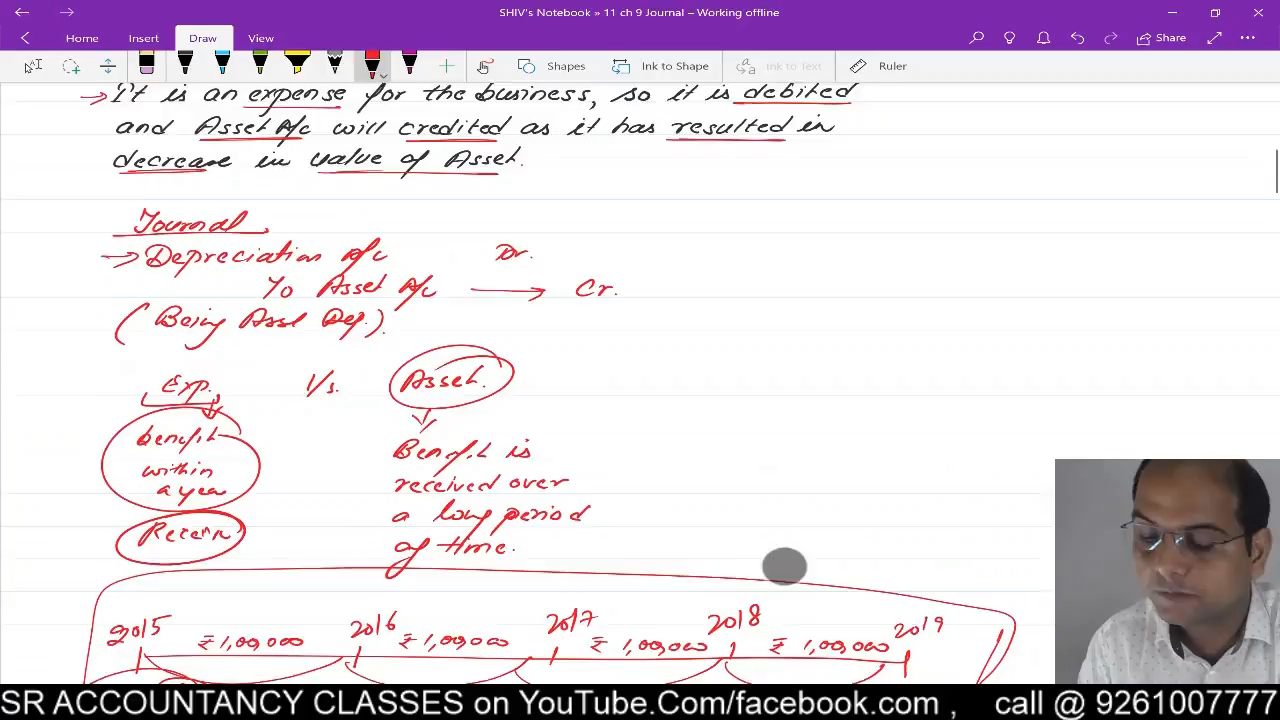 SHIV's Notebook » 11 ch 9 Journal – Working offline
Home Insert Draw View
Share
Shapes Ink to Shape Ink to Text Ruler
→ It is an expense for the business, so it is debited
and Asset A/c will credited as it has resulted in
decrease in value of Asset.
Journal
→ Depreciation A/c Dr.
To Asset A/c → Cr.
(Being Asset Dep.).
Exp. V/s. Asset.
benefit
within
a year
Benefit is
received over
a long period
of time.
2015 ₹1,00,000 2016 ₹1,00,000 2017 ₹1,00,000 2018 ₹1,00,000 2019
SR ACCOUNTANCY CLASSES on YouTube.Com/facebook.com , call @ 9261007777